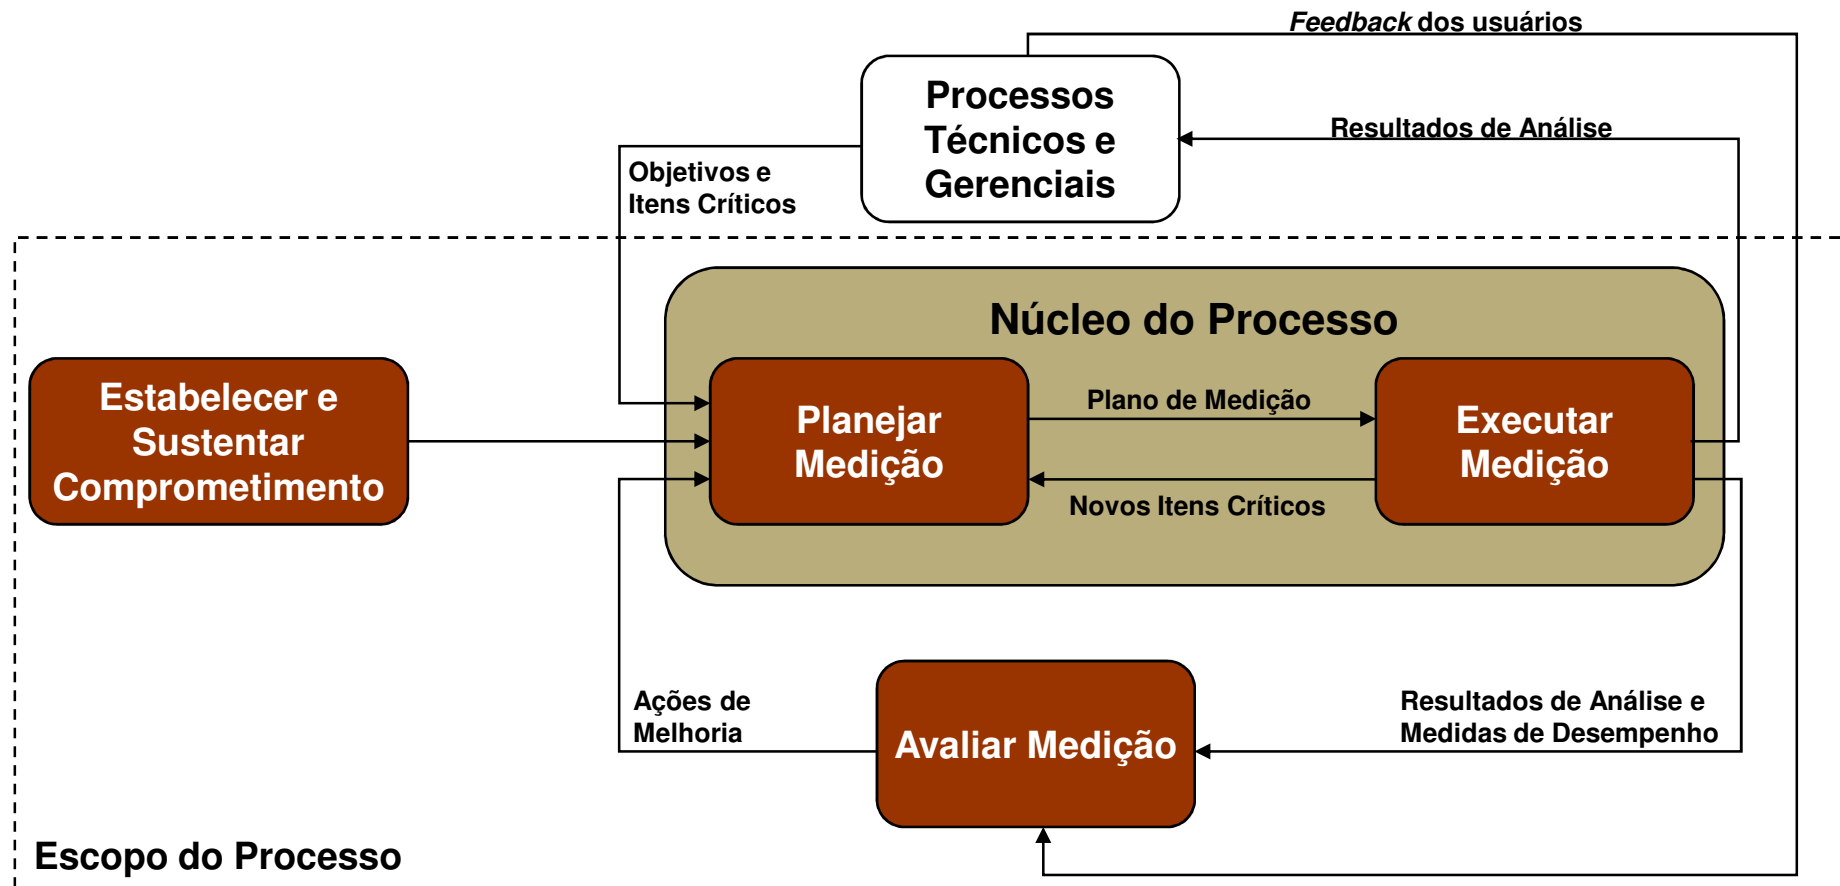 Feedback dos usuários
Processos
Técnicos e
Gerenciais
Resultados de Análise
Objetivos e
Itens Críticos
Núcleo do Processo
Estabelecer e
Sustentar
Comprometimento
Planejar
Medição
Plano de Medição
Novos Itens Críticos
Executar
Medição
Ações de
Melhoria
Avaliar Medição
Resultados de Análise e
Medidas de Desempenho
Escopo do Processo